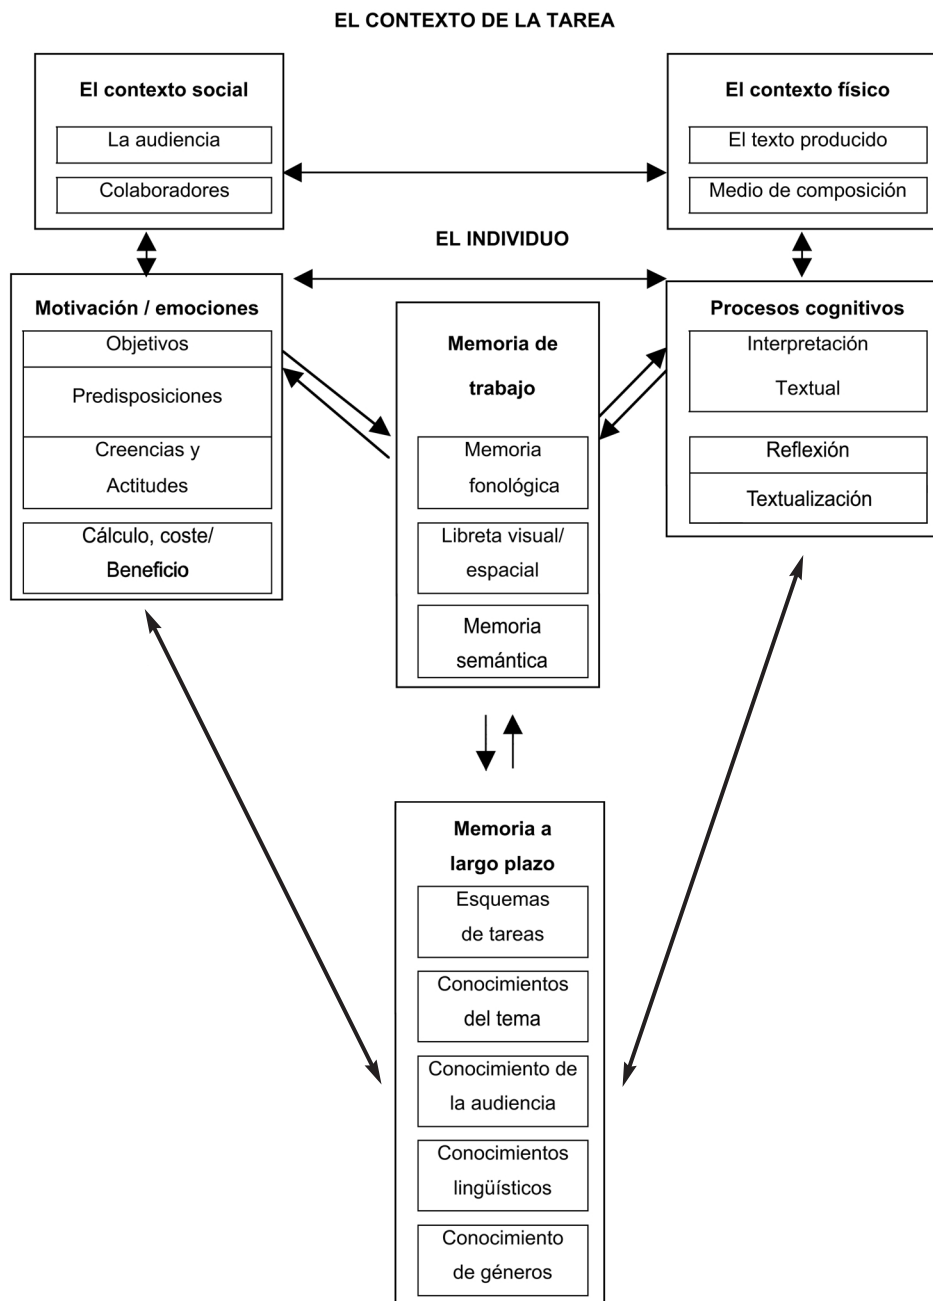 EL CONTEXTO DE LA TAREA
El contexto social
La audiencia
Colaboradores
El contexto físico
El texto producido
Medio de composición
EL INDIVIDUO
Motivación / emociones
Objetivos
Predisposiciones
Creencias y
Actitudes
Cálculo, coste/
Beneficio
Memoria de
trabajo
Memoria
fonológica
Libreta visual/
espacial
Memoria
semántica
Procesos cognitivos
Interpretación
Textual
Reflexión
Textualización
Memoria a
largo plazo
Esquemas
de tareas
Conocimientos
del tema
Conocimiento de
la audiencia
Conocimientos
lingüísticos
Conocimiento
de géneros